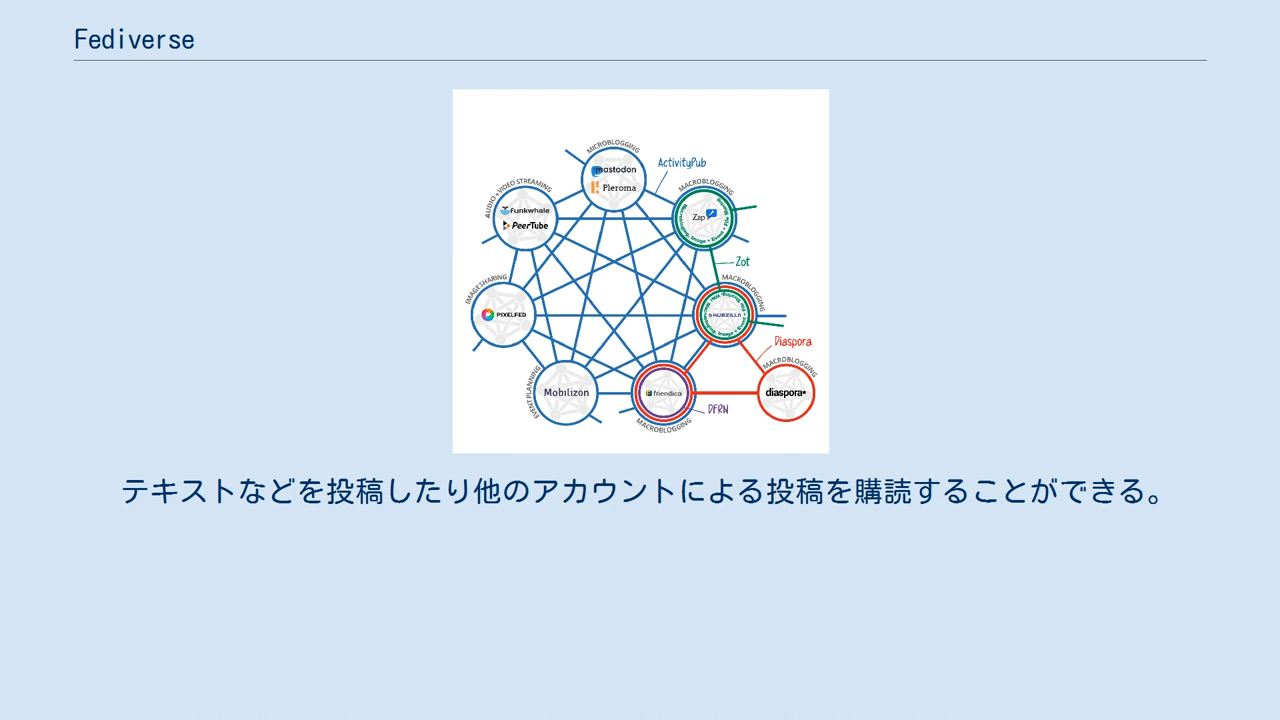 Fediverse
MICROBLOGGING
mastodon
Pleroma
ActivityPub
AUDIO+VIDEO STREAMING
funkwhale
PeerTube
MACROBLOGGING
Zap
Zot
IMAGESHARING
PIXELFED
MACROBLOGGING
HUBZILLA
Diaspora
EVENTPLANNING
Mobilizon
friendica
MACROBLOGGING
DFRN
MACROBLOGGING
diaspora*
テキストなどを投稿したり他のアカウントによる投稿を購読することができる。